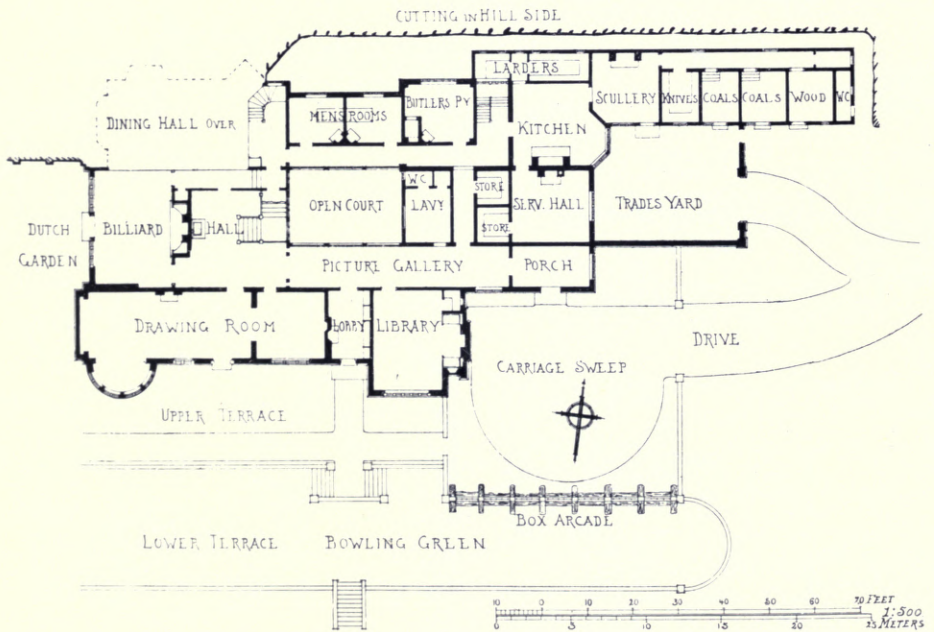 CUTTING IN HILL SIDE
LARDERS
DINING HALL OVER
MENS ROOMS
BUTLERS PY
KITCHEN
SCULLERY
KNIVES
COALS
COALS
WOOD
WC
DUTCH
GARDEN
BILLIARD
HALL
OPEN COURT
WC
LAVY
STORE
STORE
SERV. HALL
TRADES YARD
PICTURE GALLERY
PORCH
DRAWING ROOM
LOBBY
LIBRARY
DRIVE
CARRIAGE SWEEP
UPPER TERRACE
BOX ARCADE
LOWER TERRACE BOWLING GREEN
10 0 10 20 30 40 50 60 70 FEET
1:500
0 5 10 15 20 25 METERS